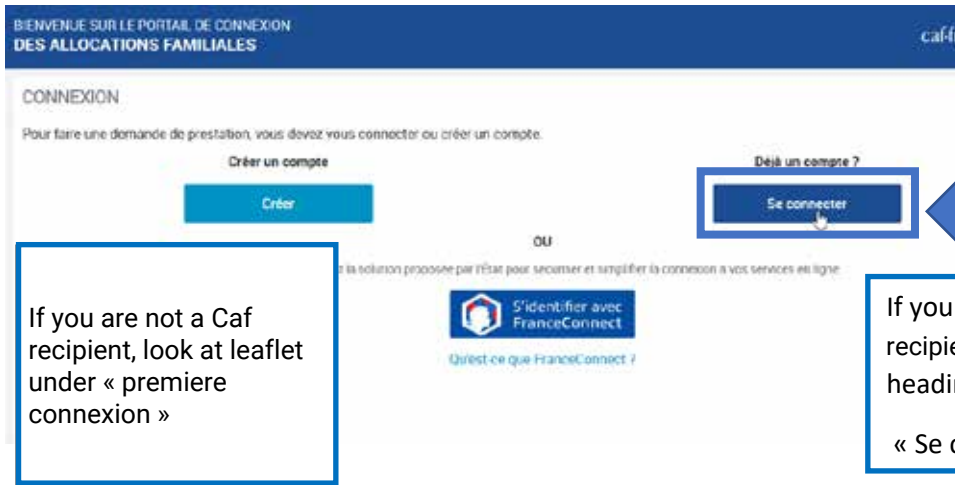 BIENVENUE SUR LE PORTAIL DE CONNEXION
DES ALLOCATIONS FAMILIALES
CONNEXION
Pour faire une demande de prestation, vous devez vous connecter ou créer un compte.
Créer un compte
Déjà un compte ?
Créer
Se connecter
OU
la solution proposée par l'État pour sécuriser et simplifier la connexion à vos services en ligne
S'identifier avec
FranceConnect
Qu'est-ce que FranceConnect ?
If you are not a Caf
recipient, look at leaflet
under « premiere
connexion »
If you
« Se